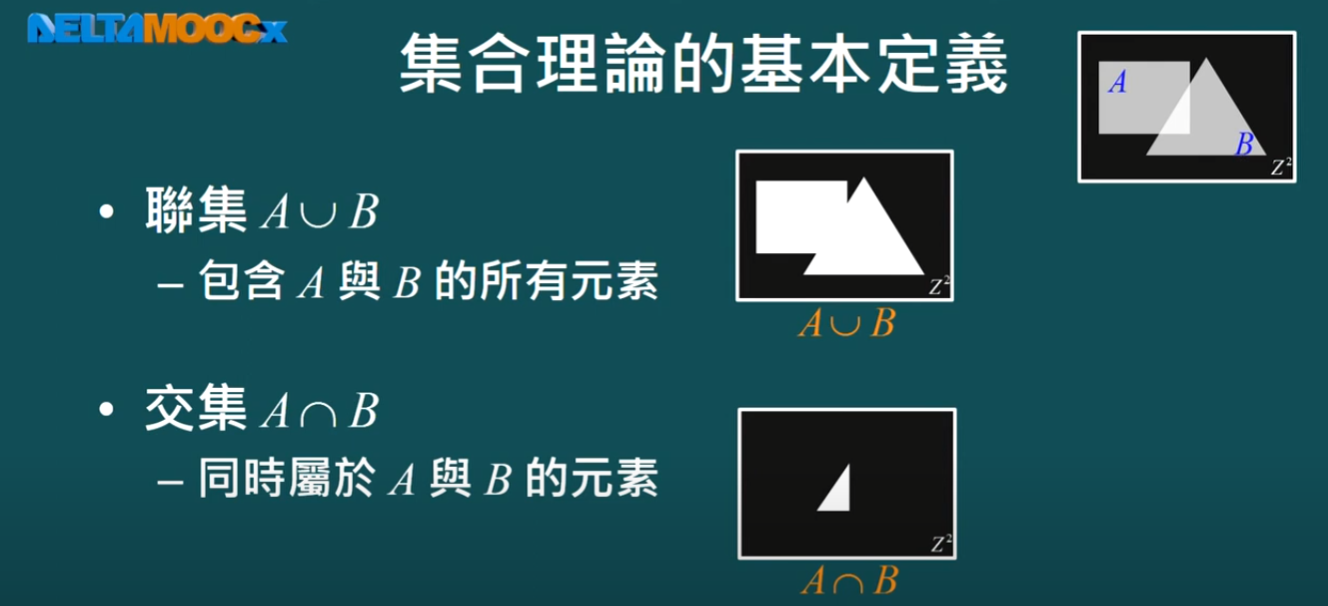 DELTAMOOCx
集合理論的基本定義
A
B
Z²
• 聯集 A∪B
– 包含 A 與 B 的所有元素
Z²
A∪B
• 交集 A∩B
– 同時屬於 A 與 B 的元素
Z²
A∩B